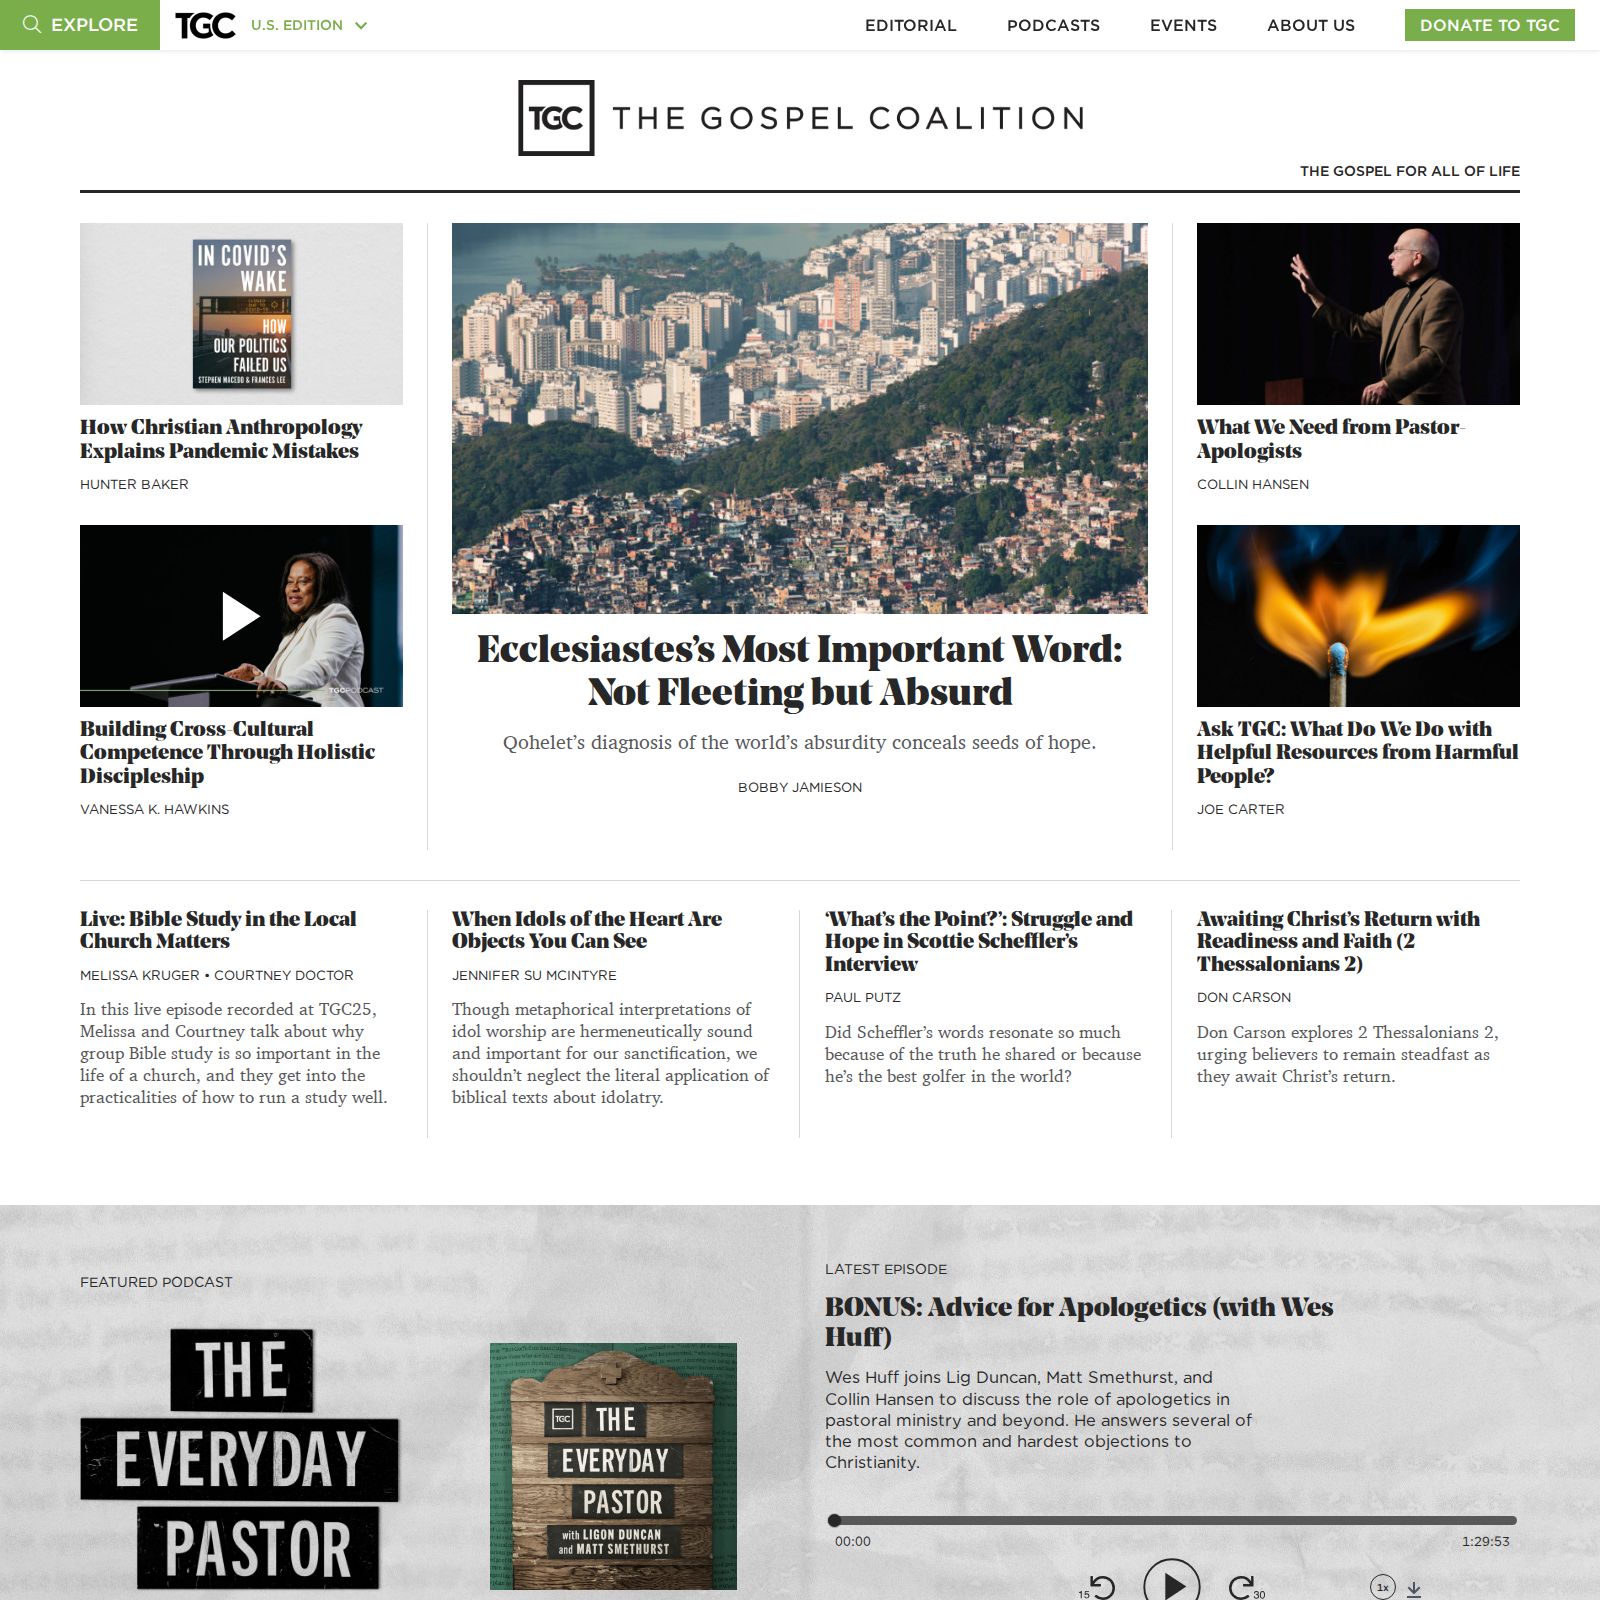 EXPLORE
TGC
U.S. EDITION
EDITORIAL
PODCASTS
EVENTS
ABOUT US
DONATE TO TGC
TGC
THE GOSPEL COALITION
THE GOSPEL FOR ALL OF LIFE
IN COVID'S
WAKE
HOW
OUR POLITICS
FAILED US
STEPHEN MACEDO & FRANCES LEE
How Christian Anthropology
Explains Pandemic Mistakes
HUNTER BAKER
TGCPODCAST
Building Cross-Cultural
Competence Through Holistic
Discipleship
VANESSA K. HAWKINS
Ecclesiastes’s Most Important Word:
Not Fleeting but Absurd
Qohelet’s diagnosis of the world’s absurdity conceals seeds of hope.
BOBBY JAMIESON
What We Need from Pastor-
Apologists
COLLIN HANSEN
Ask TGC: What Do We Do with
Helpful Resources from Harmful
People?
JOE CARTER
Live: Bible Study in the Local
Church Matters
MELISSA KRUGER • COURTNEY DOCTOR
In this live episode recorded at TGC25,
Melissa and Courtney talk about why
group Bible study is so important in the
life of a church, and they get into the
practicalities of how to run a study well.
When Idols of the Heart Are
Objects You Can See
JENNIFER SU MCINTYRE
Though metaphorical interpretations of
idol worship are hermeneutically sound
and important for our sanctification, we
shouldn’t neglect the literal application of
biblical texts about idolatry.
‘What’s the Point?’: Struggle and
Hope in Scottie Scheffler’s
Interview
PAUL PUTZ
Did Scheffler’s words resonate so much
because of the truth he shared or because
he’s the best golfer in the world?
Awaiting Christ’s Return with
Readiness and Faith (2
Thessalonians 2)
DON CARSON
Don Carson explores 2 Thessalonians 2,
urging believers to remain steadfast as
they await Christ’s return.
FEATURED PODCAST
THE
EVERYDAY
PASTOR
TGC
THE
EVERYDAY
PASTOR
with LIGON DUNCAN
and MATT SMETHURST
LATEST EPISODE
BONUS: Advice for Apologetics (with Wes
Huff)
Wes Huff joins Lig Duncan, Matt Smethurst, and
Collin Hansen to discuss the role of apologetics in
pastoral ministry and beyond. He answers several of
the most common and hardest objections to
Christianity.
00:00
1:29:53
15
30
1x